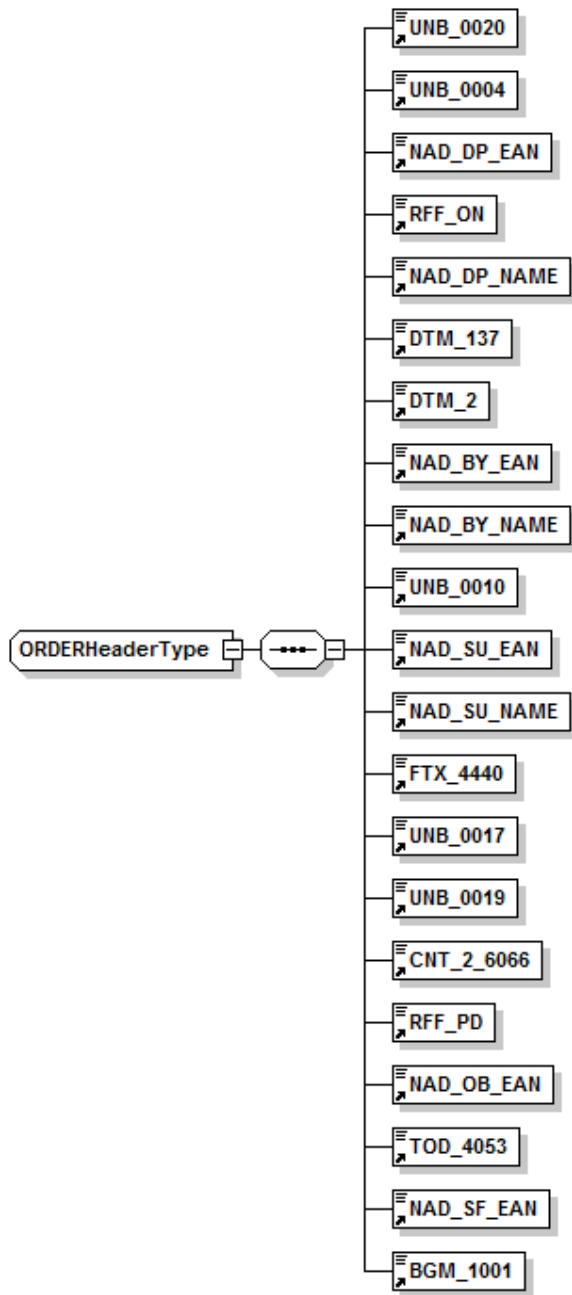 UNB_0020
UNB_0004
NAD_DP_EAN
RFF_ON
NAD_DP_NAME
DTM_137
DTM_2
NAD_BY_EAN
NAD_BY_NAME
UNB_0010
ORDERHeaderType
NAD_SU_EAN
NAD_SU_NAME
FTX_4440
UNB_0017
UNB_0019
CNT_2_6066
RFF_PD
NAD_OB_EAN
TOD_4053
NAD_SF_EAN
BGM_1001